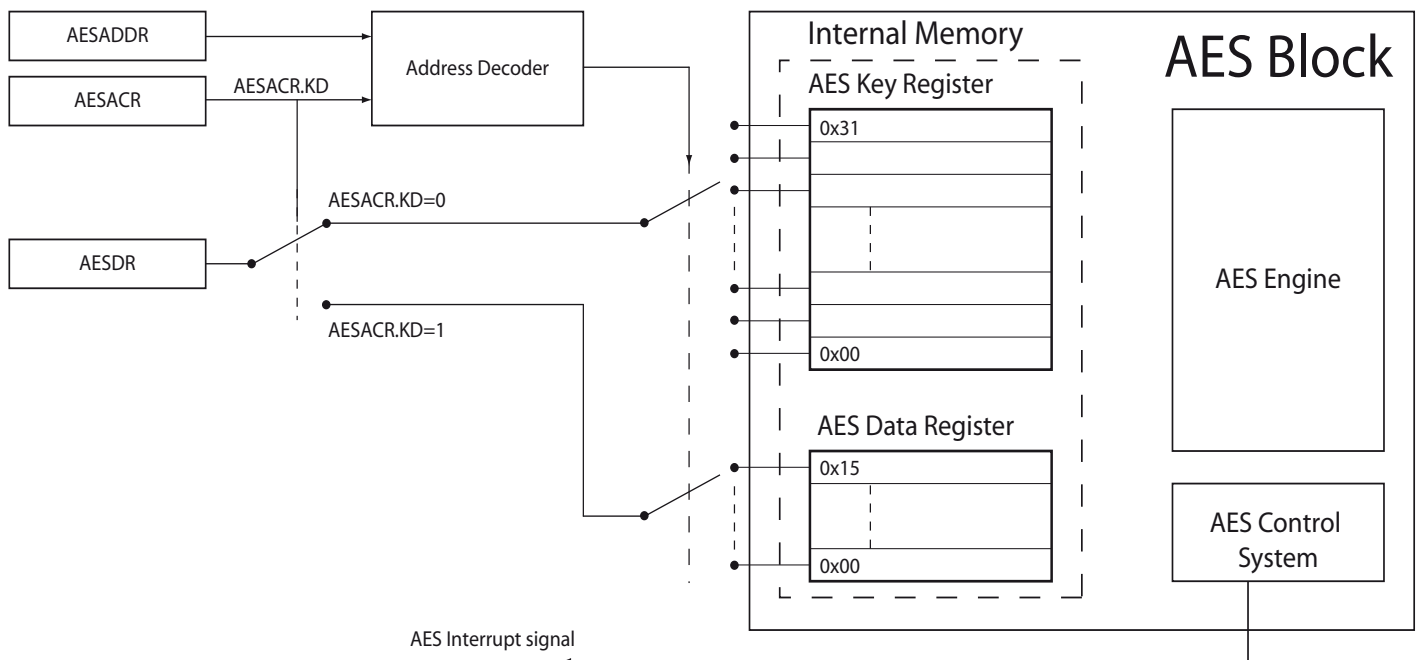 AESADDR
AESACR
AESACR.KD
Address Decoder
AESDR
AESACR.KD=0
AESACR.KD=1
AES Block
Internal Memory
AES Key Register
0x31
0x00
AES Data Register
0x15
0x00
AES Engine
AES Control
System
AES Interrupt signal